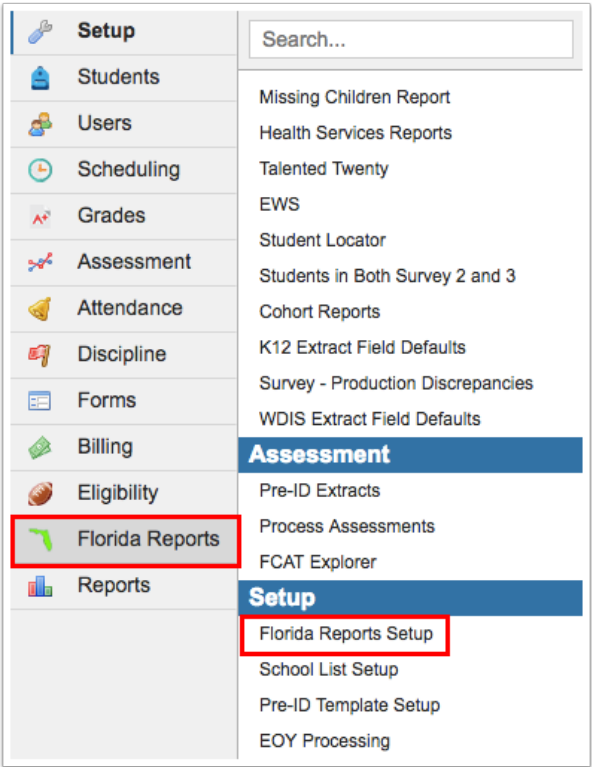 Setup
Students
Users
Scheduling
Grades
Assessment
Attendance
Discipline
Forms
Billing
Eligibility
Florida Reports
Reports
Search...
Missing Children Report
Health Services Reports
Talented Twenty
EWS
Student Locator
Students in Both Survey 2 and 3
Cohort Reports
K12 Extract Field Defaults
Survey - Production Discrepancies
WDIS Extract Field Defaults
Assessment
Pre-ID Extracts
Process Assessments
FCAT Explorer
Setup
Florida Reports Setup
School List Setup
Pre-ID Template Setup
EOY Processing